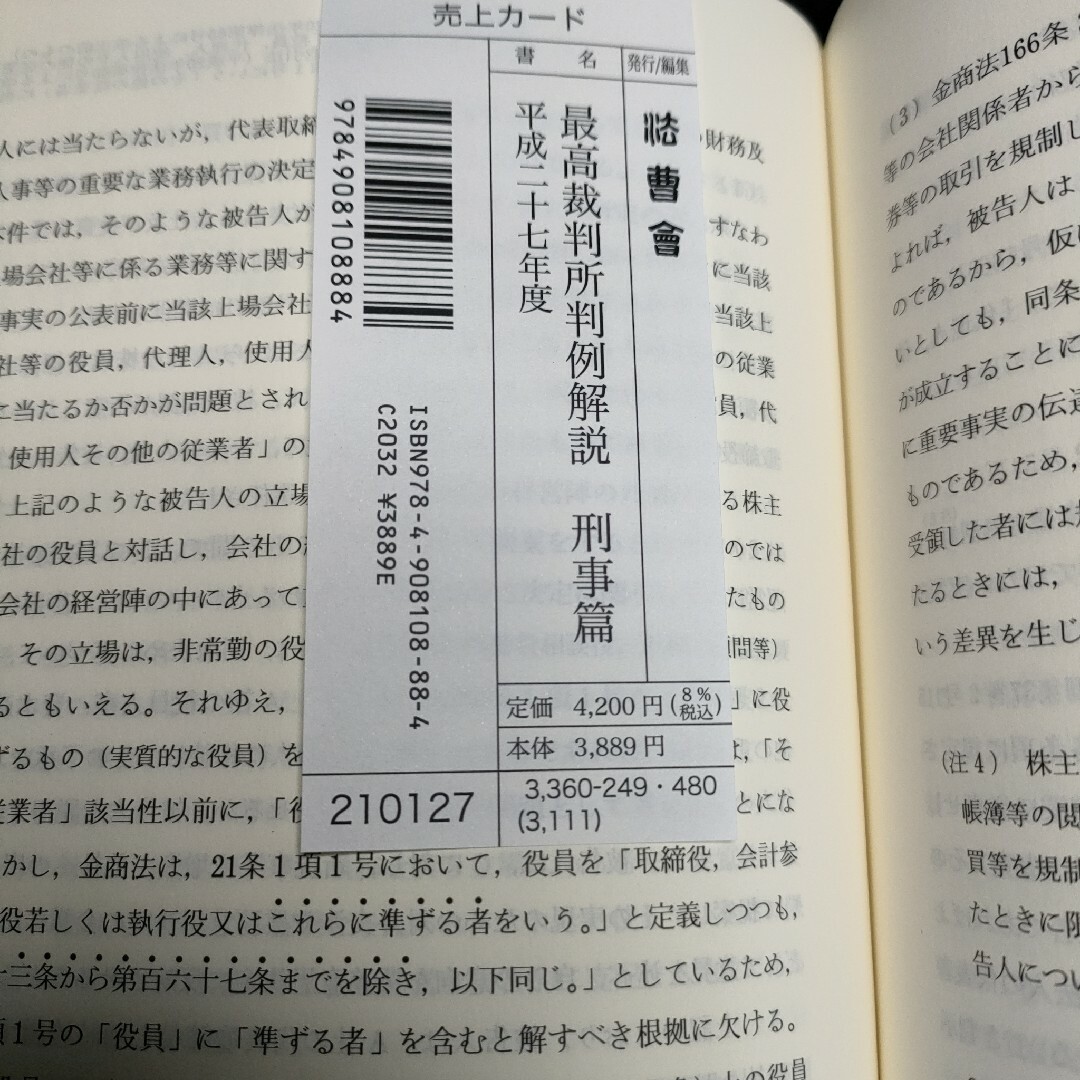 売上カード
書名
発行/編集
法曹會
最高裁判所判例解説 刑事篇
平成二十七年度
9784908108884
ISBN978-4-908108-88-4
C2032 ¥3889E
定価 4,200円(8%税込)
本体 3,889円
210127
3,360-249・480
(3,111)
人には当たらないが，代表取締
の財務及
人事等の重要な業務執行の決定
件では，そのような被告人が
すなわ
場会社等に係る業務等に関す
に当該
事実の公表前に当該上場会社
当該上
社等の役員，代理人，使用人
の従業
に当たるか否かが問題とされ
員，代
使用人その他の従業者」の
上記のような被告人の立場
る株主
社の役員と対話し，会社の
のでは
会社の経営陣の中にあって
たもの
その立場は，非常勤の役
問等)
るともいえる。それゆえ，
」に役
ずるもの（実質的な役員）を
よ，「そ
従業者」該当性以前に，「役
とにな
かし，金商法は，21条1項1号において，役員を「取締役，会計参
役若しくは執行役又はこれらに準ずる者をいう。」と定義しつつも，
三条から第百六十七条までを除き，以下同じ。」としているため，
項1号の「役員」に「準ずる者」を含むと解すべき根拠に欠ける。
上の役員
(3) 金商法166条
等の会社関係者から
券等の取引を規制し
よれば，被告人は
のであるから，仮に
いとしても，同条
が成立することに
に重要事実の伝達
ものであるため，
受領した者には
たるときには，
いう差異を生じ
(注4) 株主
帳簿等の閲
買等を規制
たときに限
告人につい